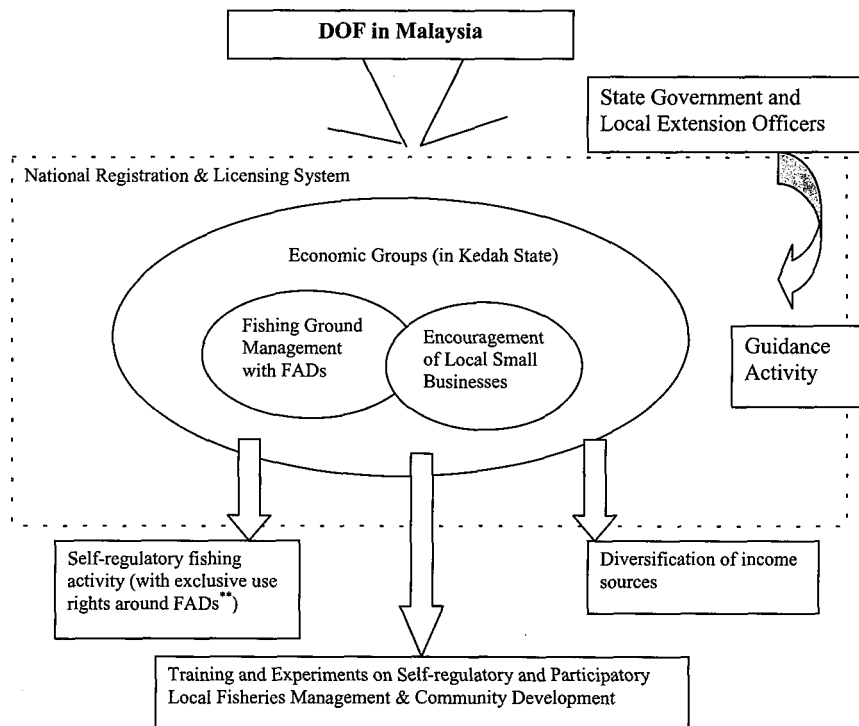 DOF in Malaysia
State Government and
Local Extension Officers
National Registration & Licensing System
Economic Groups (in Kedah State)
Fishing Ground
Management
with FADs
Encouragement
of Local Small
Businesses
Guidance
Activity
Self-regulatory fishing
activity (with exclusive use
rights around FADs**)
Diversification of income
sources
Training and Experiments on Self-regulatory and Participatory
Local Fisheries Management & Community Development